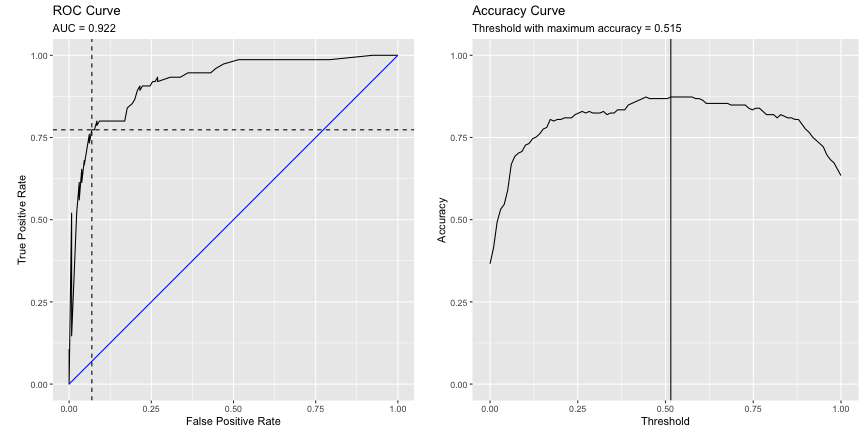 ROC Curve
AUC = 0.922
1.00
0.75
0.50
0.25
0.00
True Positive Rate
0.00 0.25 0.50 0.75 1.00
False Positive Rate
Accuracy Curve
Threshold with maximum accuracy = 0.515
1.00
0.75
0.50
0.25
0.00
Accuracy
0.00 0.25 0.50 0.75 1.00
Threshold